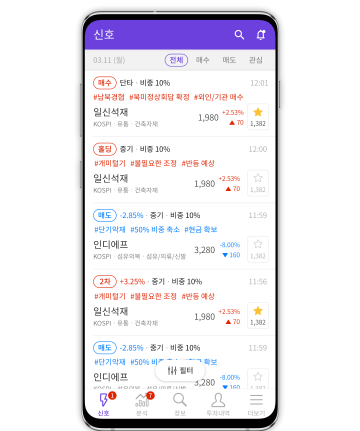 신호
03.11 (월) 전체 매수 매도 관심
매수 단타 · 비중 10% 12:01
#남북경협 #북미정상회담 확정 #외인/기관 매수
일신석재 1,980 +2.53%
KOSPI · 유통 · 건축자재 ▲ 70 1,382
홀딩 중기 · 비중 10% 12:00
#개미털기 #불필요한 조정 #반등 예상
일신석재 1,980 +2.53%
KOSPI · 유통 · 건축자재 ▲ 70 1,382
매도 -2.85% · 중기 · 비중 10% 11:59
#단기악재 #50% 비중 축소 #현금 확보
인디에프 3,280 -8.00%
KOSPI · 섬유의복 · 섬유/의류/신발 ▼ 160 1,382
2차 +3.25% · 중기 · 비중 10% 11:56
#개미털기 #불필요한 조정 #반등 예상
일신석재 1,980 +2.53%
KOSPI · 유통 · 건축자재 ▲ 70 1,382
매도 -2.85% · 중기 · 비중 10% 11:59
#단기악재 #50% 확보
인디에프 필터 3,280 -8.00%
1 7
신호 분석 정보 투자내역 더보기